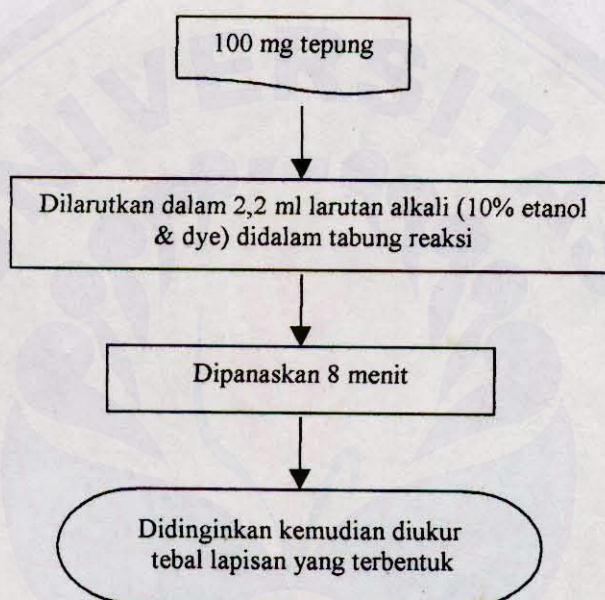 100 mg tepung
Dilarutkan dalam 2,2 ml larutan alkali (10% etanol
& dye) didalam tabung reaksi
Dipanaskan 8 menit
Didinginkan kemudian diukur
tebal lapisan yang terbentuk